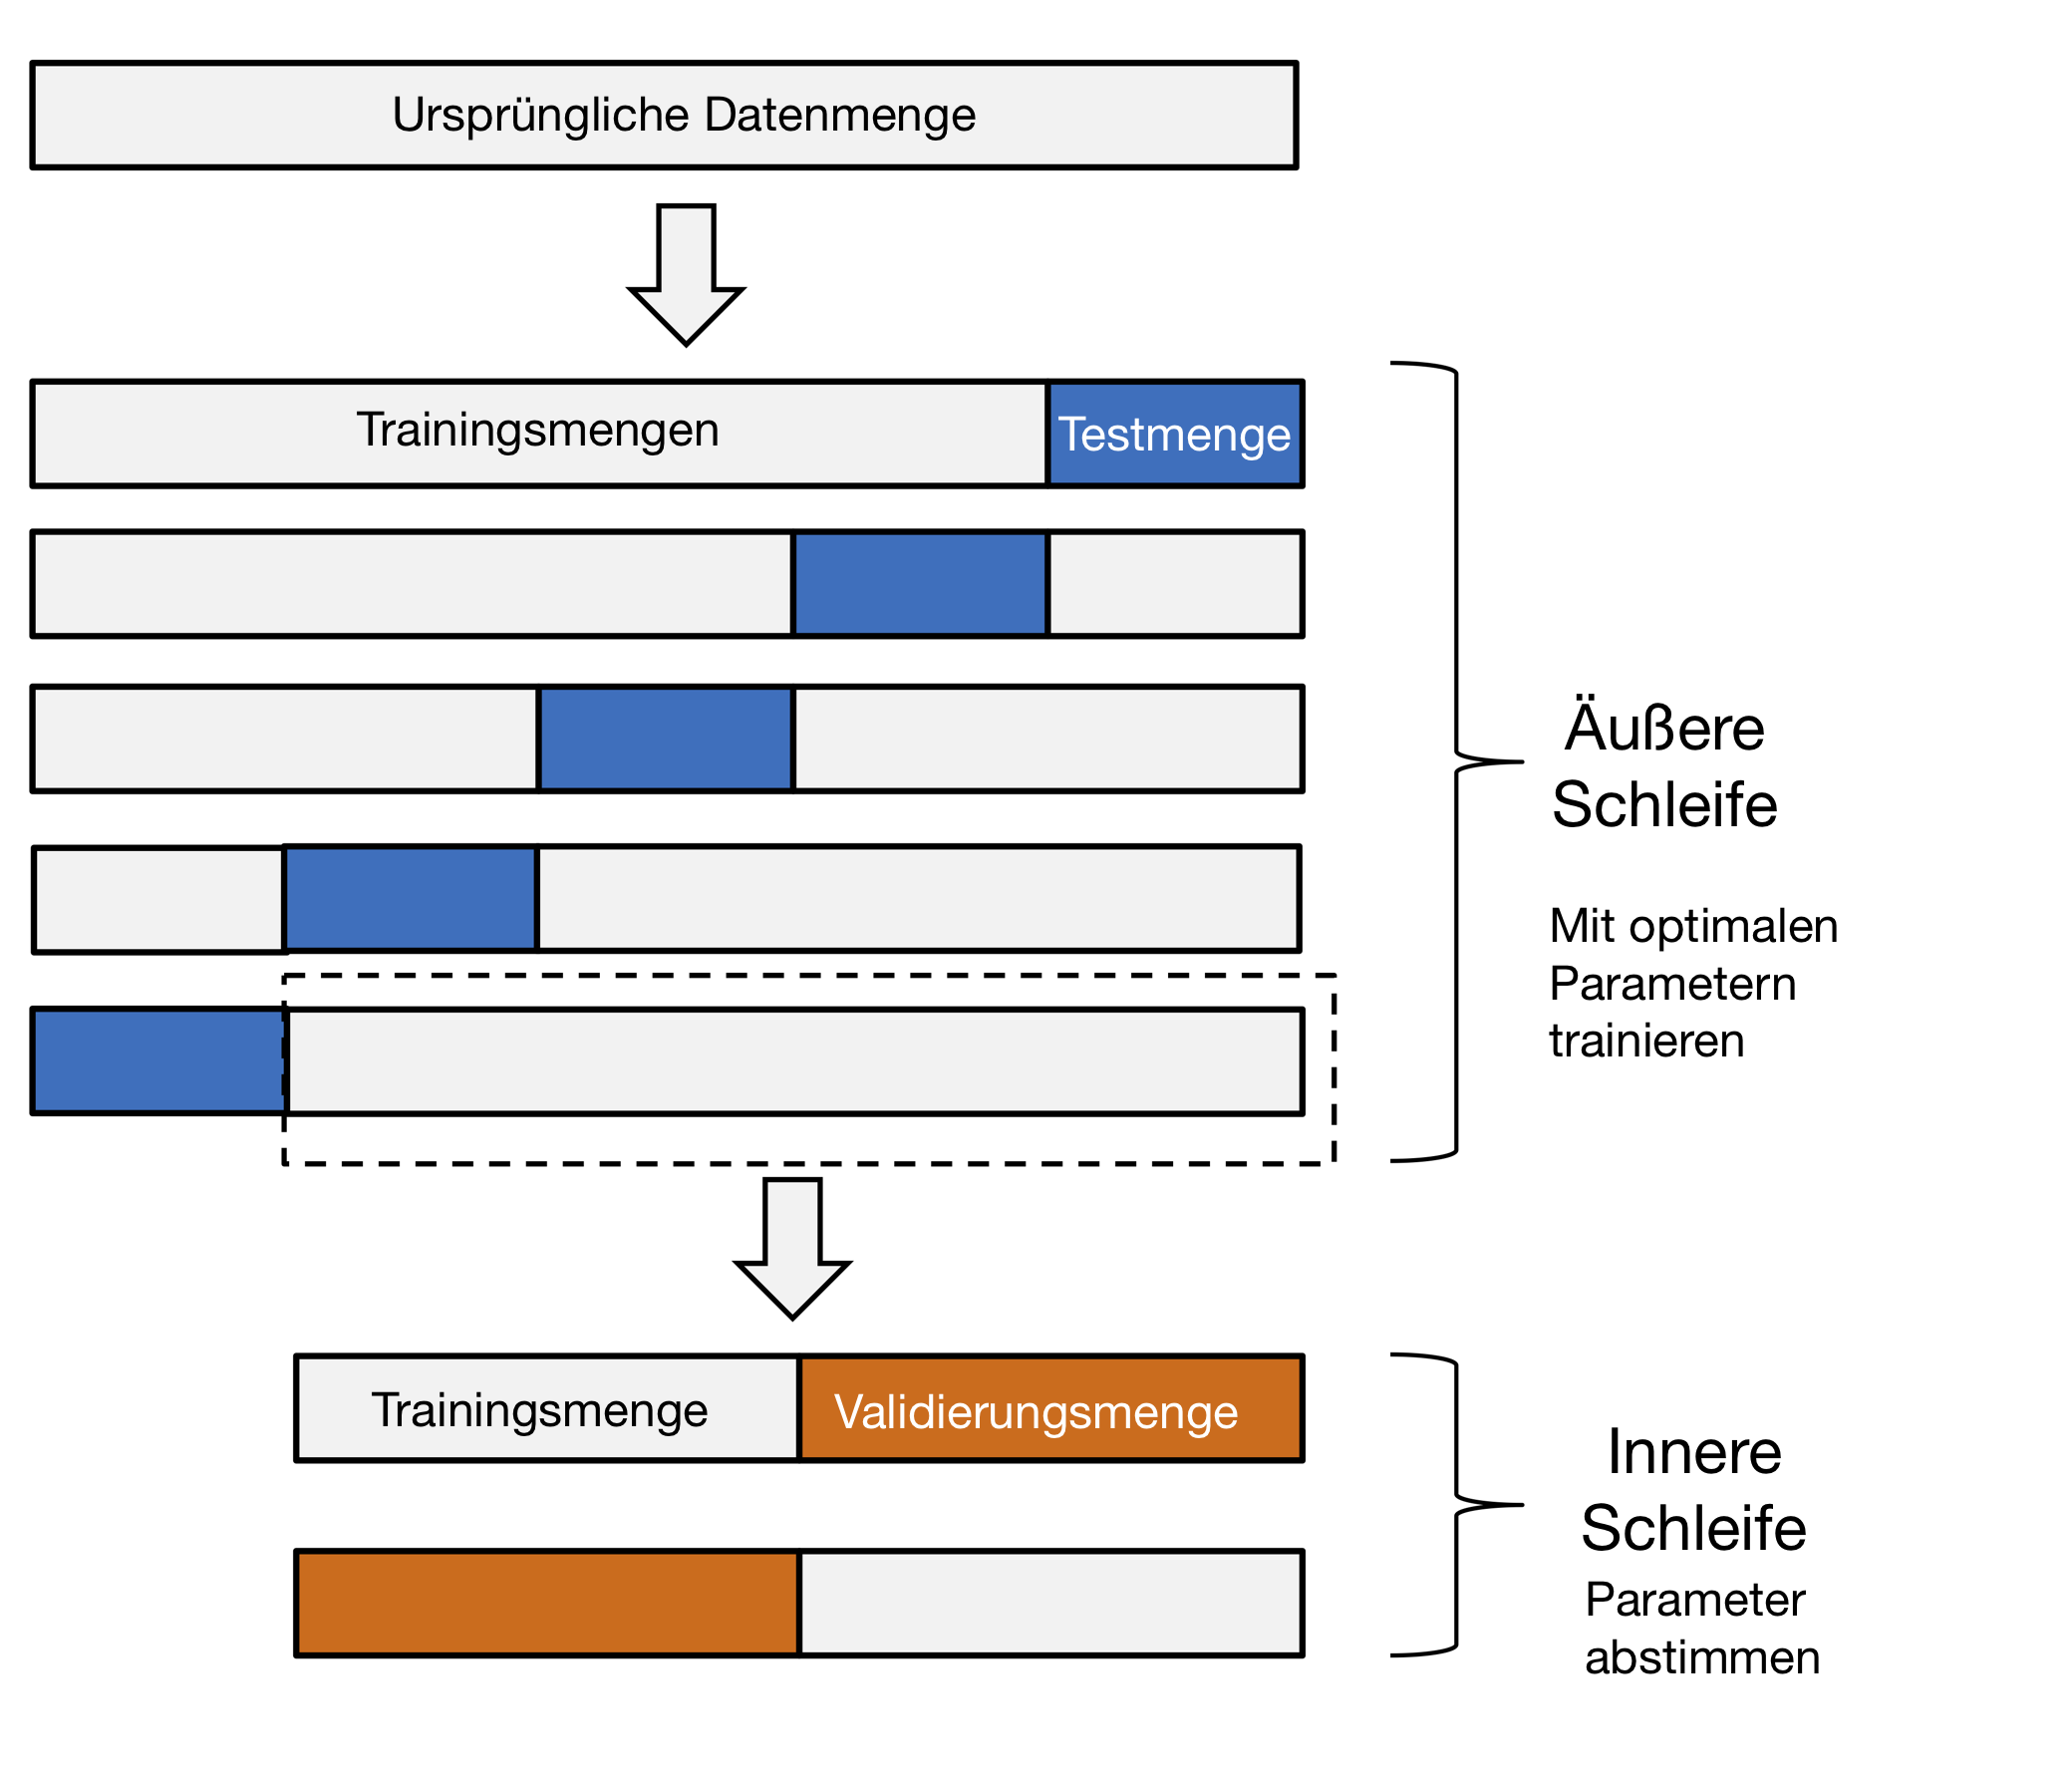 Ursprüngliche Datenmenge
Trainingsmengen
Testmenge
Äußere
Schleife
Mit optimalen
Parametern
trainieren
Trainingsmenge
Validierungsmenge
Innere
Schleife
Parameter
abstimmen